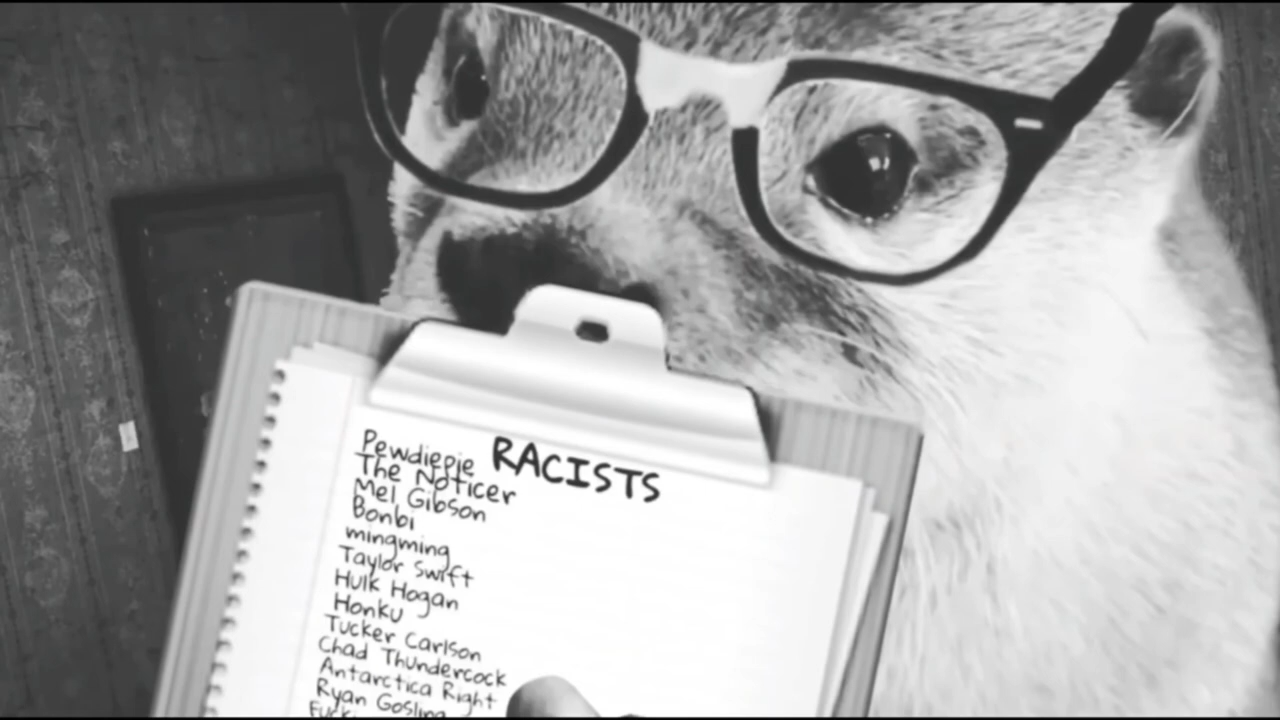 RACISTS
Pewdiepie
The Noticer
Mel Gibson
Bonbi
mingming
Taylor Swift
Hulk Hogan
Honku
Tucker Carlson
Chad Thundercock
Antarctica Right
Ryan Gosling